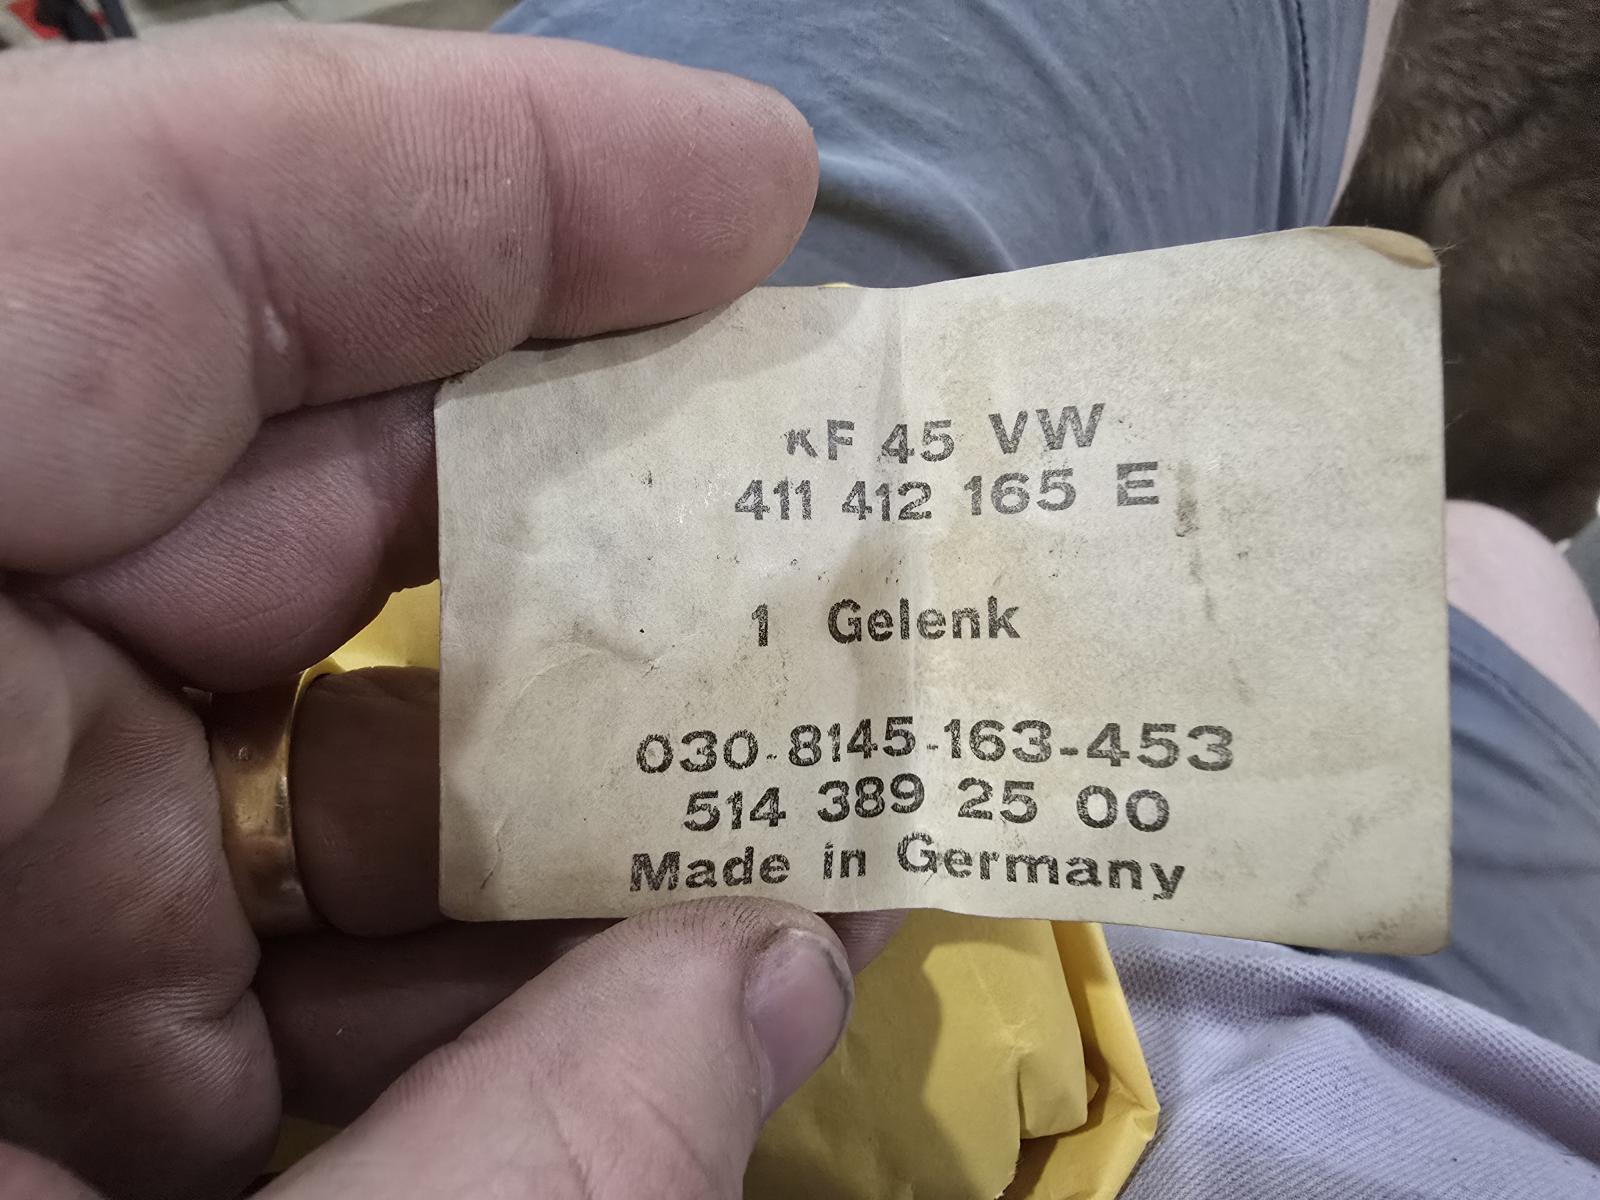 KF 45 VW
411 412 165 E
1 Gelenk
030-8145-163-453
514 389 25 00
Made in Germany